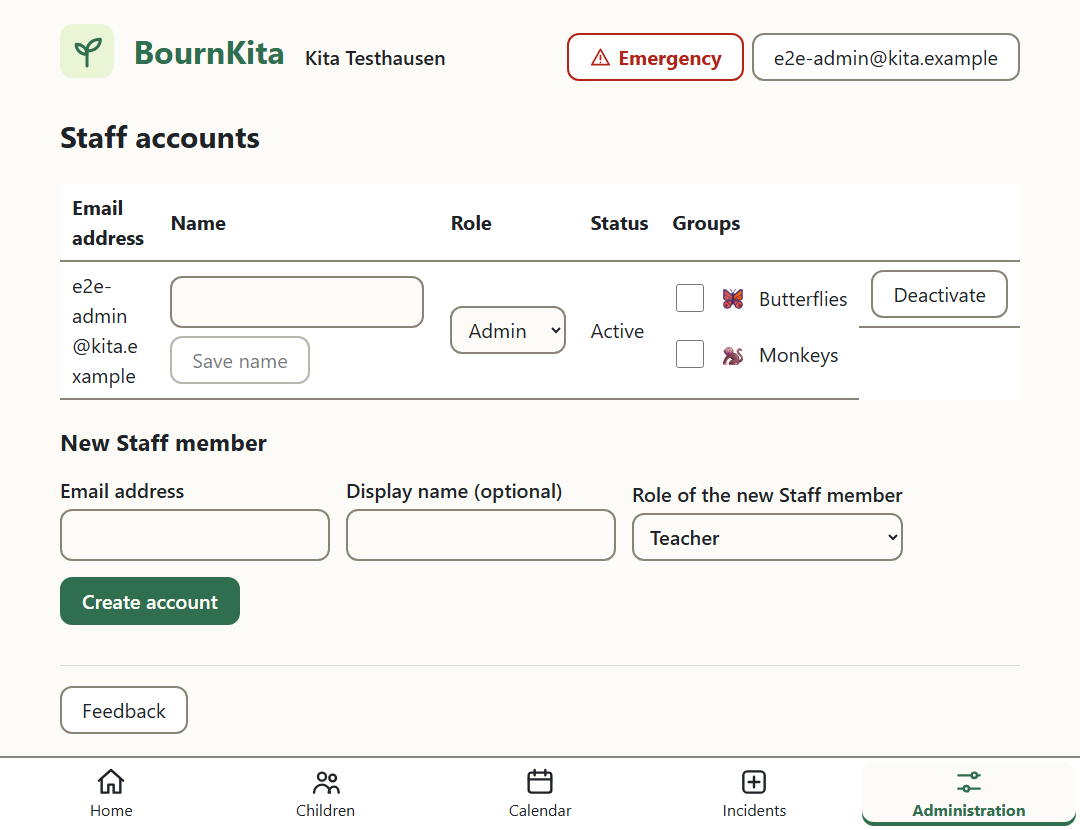 BournKita
Kita Testhausen
Emergency
e2e-admin@kita.example
Staff accounts
Email address
Name
Role
Status
Groups
e2e-
admin
@kita.e
xample
Save name
Admin
Active
Butterflies
Monkeys
Deactivate
New Staff member
Email address
Display name (optional)
Role of the new Staff member
Teacher
Create account
Feedback
Home
Children
Calendar
Incidents
Administration